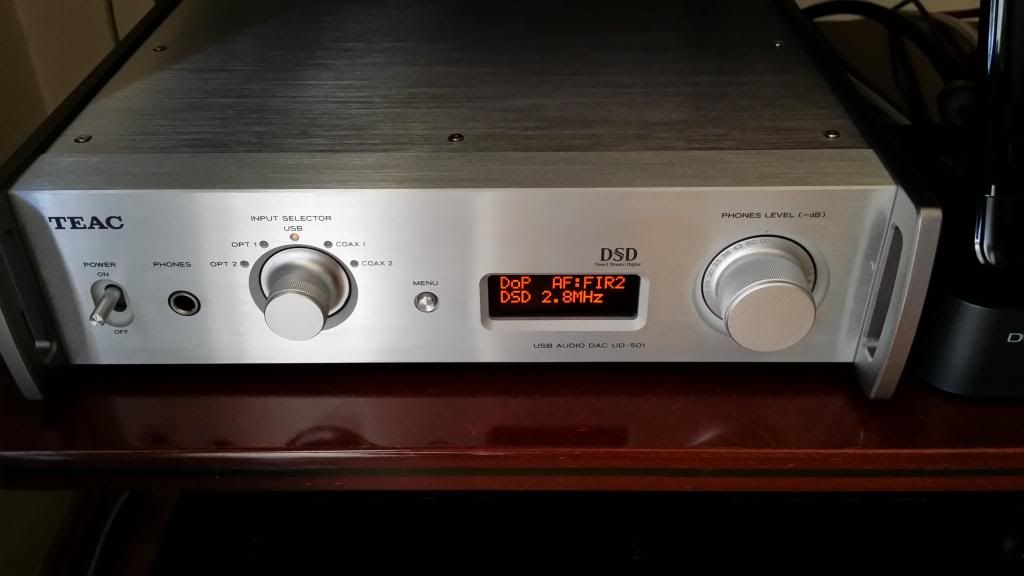 TEAC
INPUT SELECTOR
USB
OPT 1
COAX 1
OPT 2
COAX 2
POWER
ON
OFF
PHONES
MENU
DSD
Direct Stream Digital
DoP AF:FIR2
DSD 2.8MHz
USB AUDIO DAC UD-501
PHONES LEVEL (-dB)
D